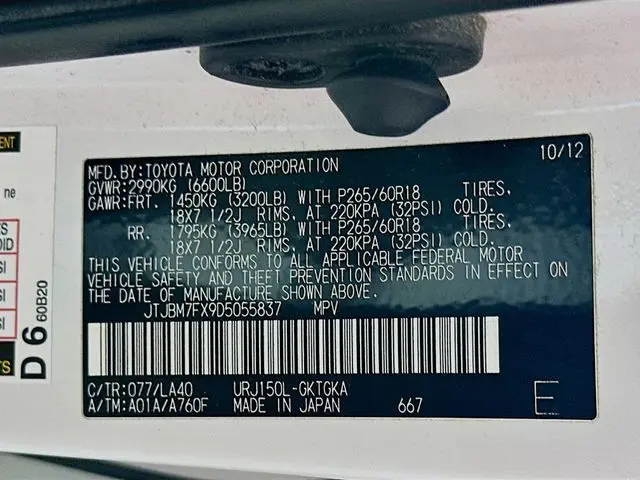 MFD.BY:TOYOTA MOTOR CORPORATION 10/12
GVWR:2990KG (6600LB)
GAWR:FRT. 1450KG (3200LB) WITH P265/60R18 TIRES,
18X7 1/2J RIMS, AT 220KPA (32PSI) COLD.
RR. 1795KG (3965LB) WITH P265/60R18 TIRES,
18X7 1/2J RIMS, AT 220KPA (32PSI) COLD.
THIS VEHICLE CONFORMS TO ALL APPLICABLE FEDERAL MOTOR
VEHICLE SAFETY AND THEFT PREVENTION STANDARDS IN EFFECT ON
THE DATE OF MANUFACTURE SHOWN ABOVE.
JTJBM7FX9D5055837 MPV
C/TR:077/LA40 URJ150L-GKTGKA
A/TM:A01A/A760F MADE IN JAPAN 667 E
ne
D 6 60B20